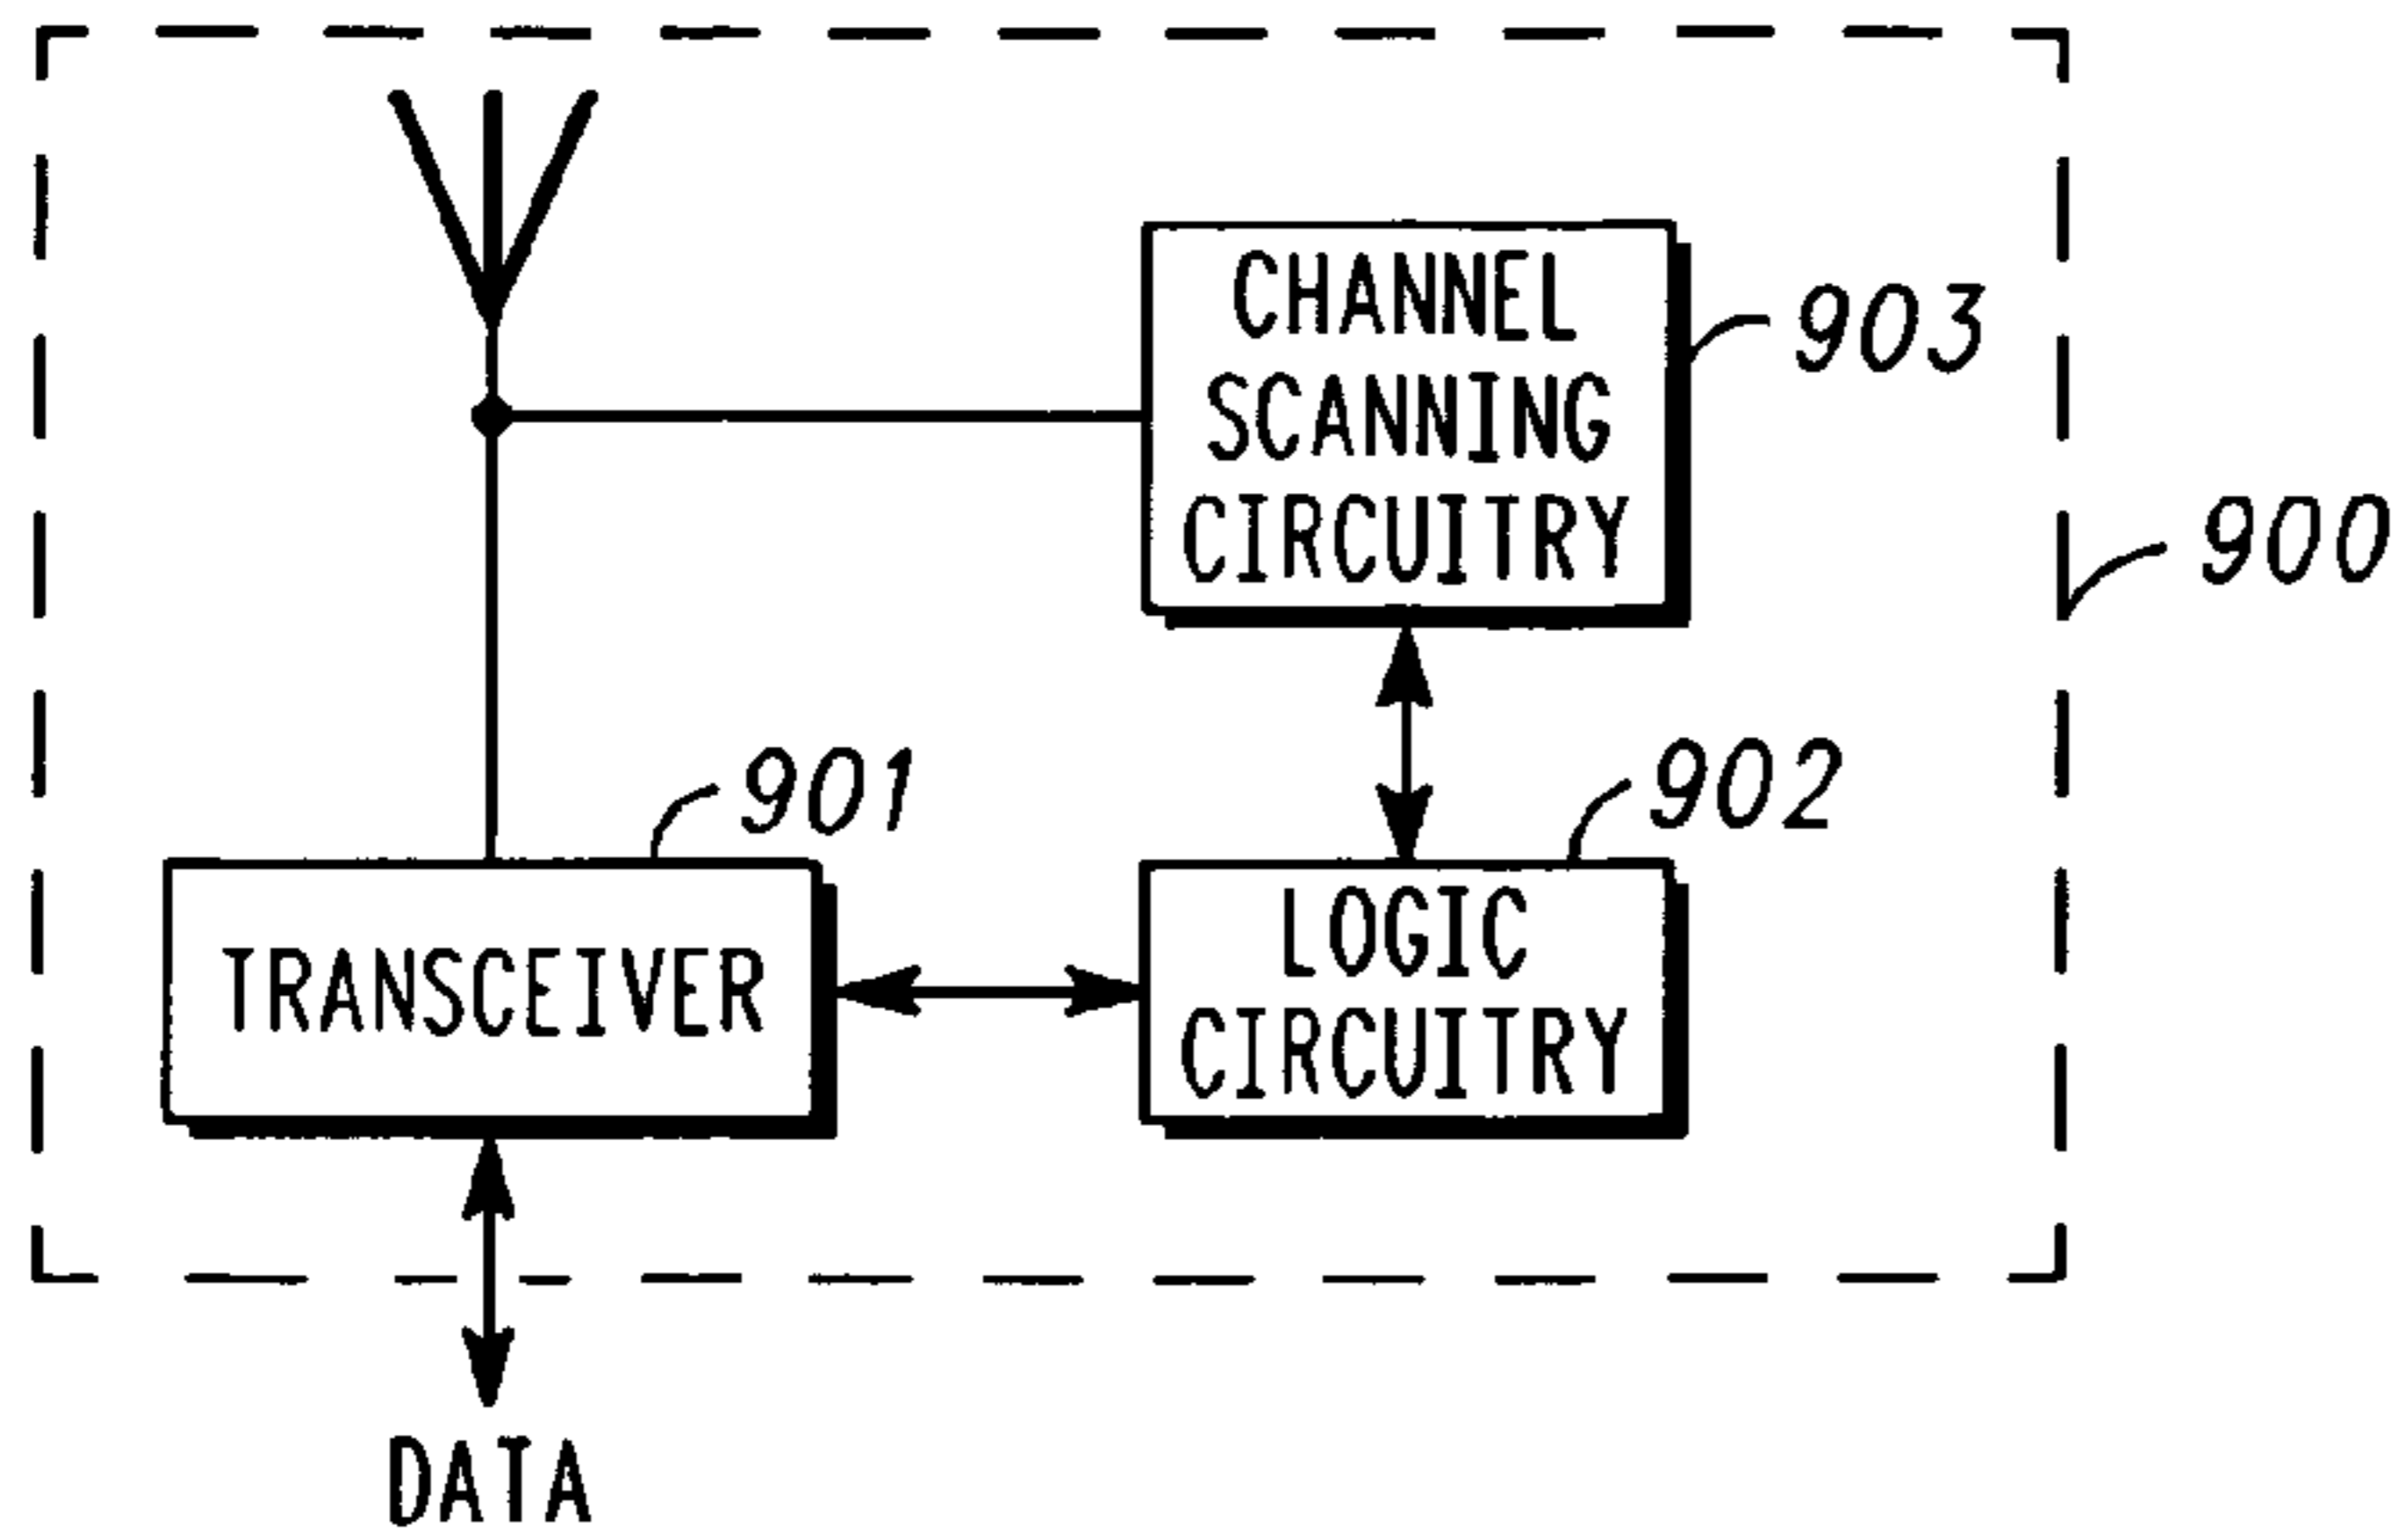 CHANNEL
SCANNING
CIRCUITRY
903
900
901
TRANSCEIVER
902
LOGIC
CIRCUITRY
DATA